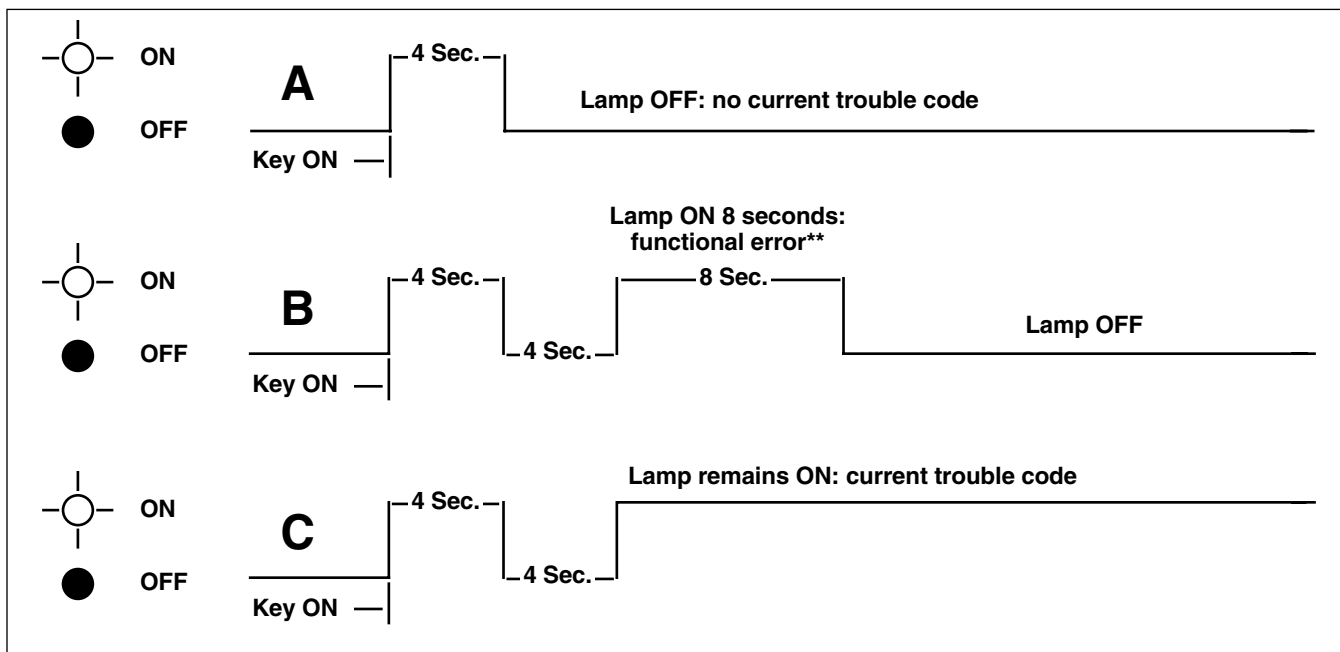 ON
4 Sec.
A
Lamp OFF: no current trouble code
OFF
Key ON
Lamp ON 8 seconds:
functional error**
ON
4 Sec.
8 Sec.
B
Lamp OFF
OFF
4 Sec.
Key ON
Lamp remains ON: current trouble code
ON
4 Sec.
C
OFF
4 Sec.
Key ON